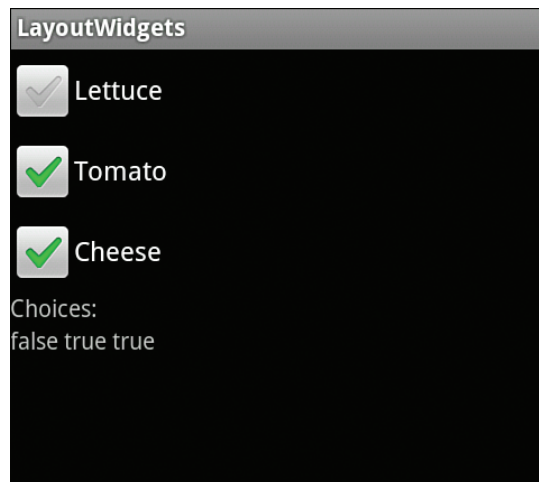 LayoutWidgets
Lettuce
Tomato
Cheese
Choices:
false true true